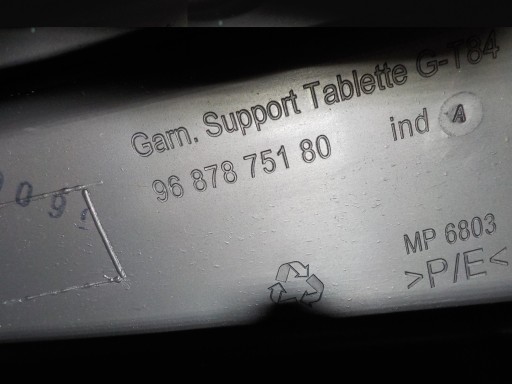 Garn. Support Tablette G-T84
96 878 751 80 ind A
MP 6803
>P/E<